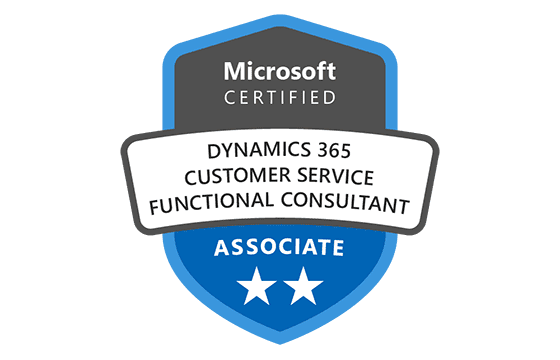 Microsoft
CERTIFIED
DYNAMICS 365
CUSTOMER SERVICE
FUNCTIONAL CONSULTANT
ASSOCIATE